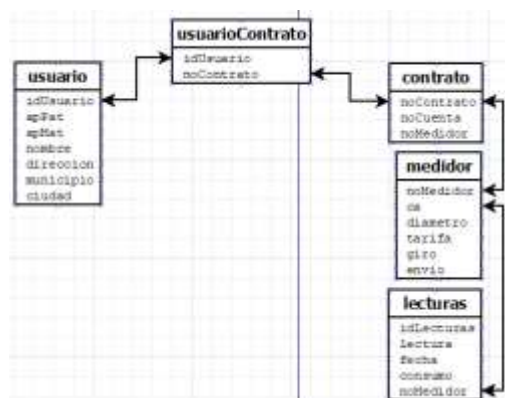 usuarioContrato
idUsuario
noContrato
usuario
idUsuario
apPat
apMat
nombre
direccion
municipio
ciudad
contrato
noContrato
noCuenta
noMedidor
medidor
noMedidor
cm
diametro
tarifa
giro
envio
lecturas
idLecturas
lectura
fecha
consumo
noMedidor